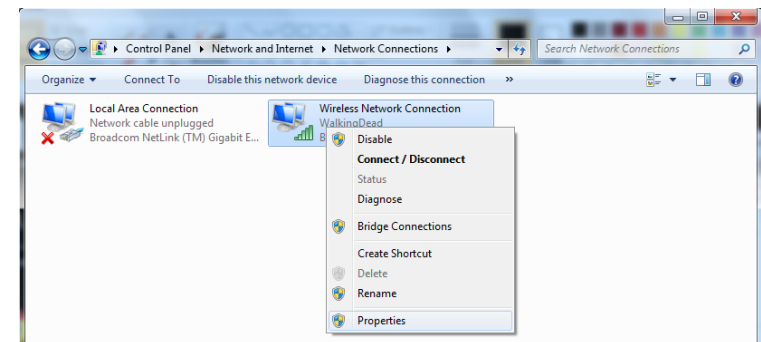 Control Panel Network and Internet Network Connections Search Network Connections
Organize Connect To Disable this network device Diagnose this connection »
Local Area Connection
Network cable unplugged
Broadcom NetLink (TM) Gigabit E...
Wireless Network Connection
WalkingDead
B
Disable
Connect / Disconnect
Status
Diagnose
Bridge Connections
Create Shortcut
Delete
Rename
Properties